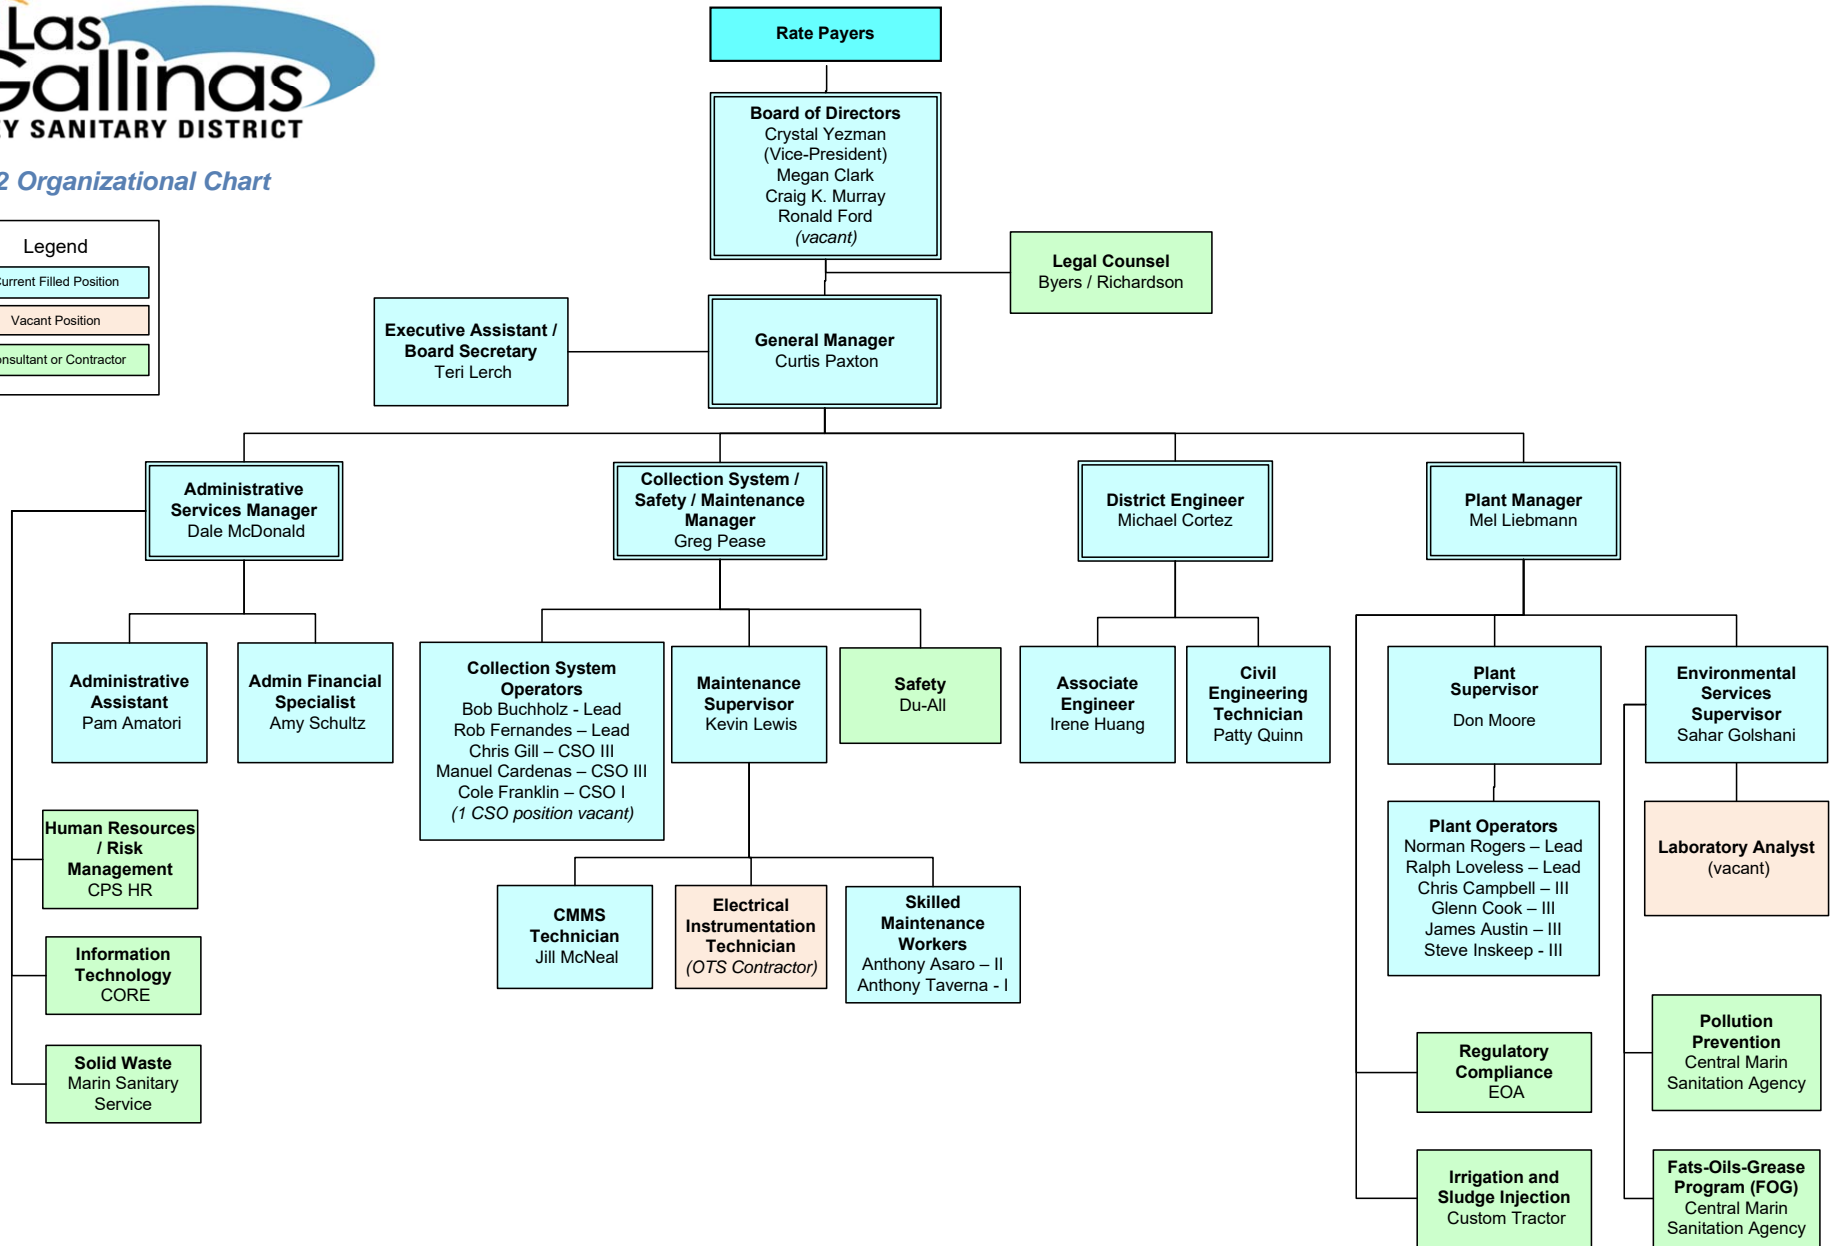 Las
Gallinas
EY SANITARY DISTRICT
2 Organizational Chart
Legend
Current Filled Position
Vacant Position
onsultant or Contractor
Rate Payers
Board of Directors
Crystal Yezman
(Vice-President)
Megan Clark
Craig K. Murray
Ronald Ford
(vacant)
Legal Counsel
Byers / Richardson
Executive Assistant /
Board Secretary
Teri Lerch
General Manager
Curtis Paxton
Administrative
Services Manager
Dale McDonald
Collection System /
Safety / Maintenance
Manager
Greg Pease
District Engineer
Michael Cortez
Plant Manager
Mel Liebmann
Administrative
Assistant
Pam Amatori
Admin Financial
Specialist
Amy Schultz
Collection System
Operators
Bob Buchholz - Lead
Rob Fernandes – Lead
Chris Gill – CSO III
Manuel Cardenas – CSO III
Cole Franklin – CSO I
(1 CSO position vacant)
Maintenance
Supervisor
Kevin Lewis
Safety
Du-All
Associate
Engineer
Irene Huang
Civil
Engineering
Technician
Patty Quinn
Plant
Supervisor
Don Moore
Environmental
Services
Supervisor
Sahar Golshani
Human Resources
/ Risk
Management
CPS HR
Information
Technology
CORE
Solid Waste
Marin Sanitary
Service
CMMS
Technician
Jill McNeal
Electrical
Instrumentation
Technician
(OTS Contractor)
Skilled
Maintenance
Workers
Anthony Asaro – II
Anthony Taverna - I
Plant Operators
Norman Rogers – Lead
Ralph Loveless – Lead
Chris Campbell – III
Glenn Cook – III
James Austin – III
Steve Inskeep - III
Laboratory Analyst
(vacant)
Regulatory
Compliance
EOA
Pollution
Prevention
Central Marin
Sanitation Agency
Irrigation and
Sludge Injection
Custom Tractor
Fats-Oils-Grease
Program (FOG)
Central Marin
Sanitation Agency